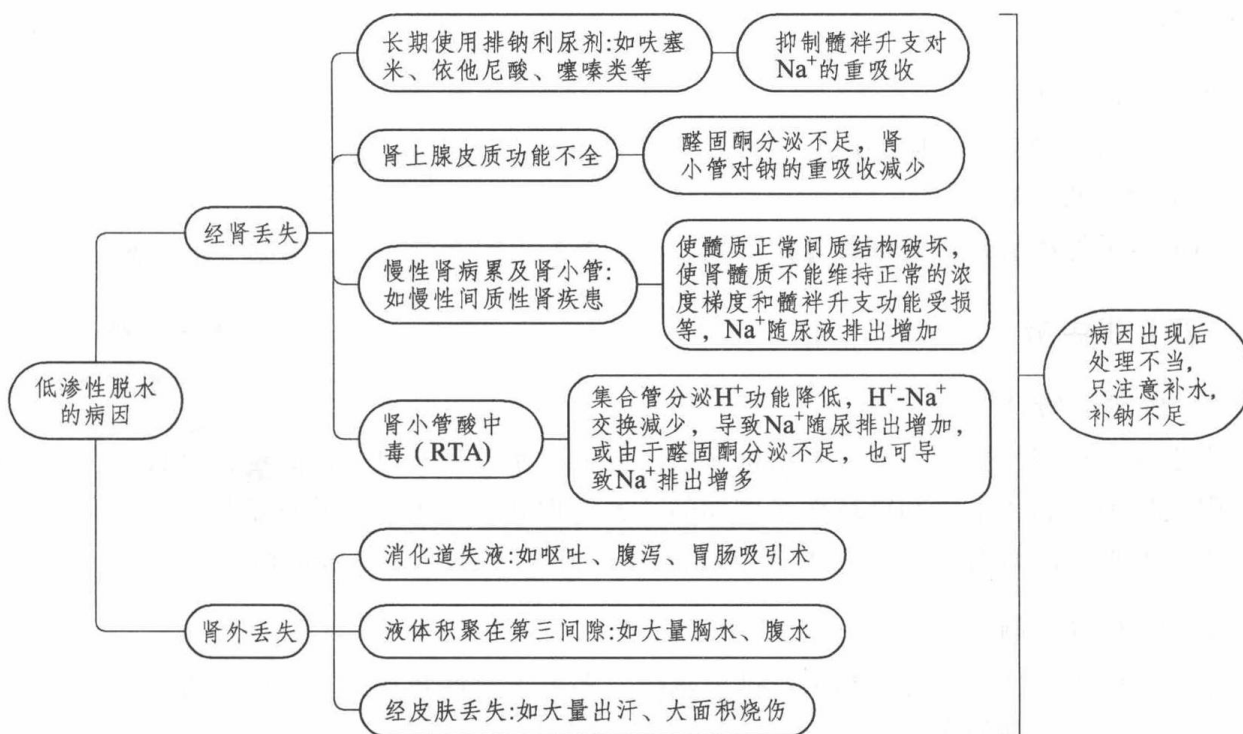 长期使用排钠利尿剂:如呋塞
米、依他尼酸、噻嗪类等
抑制髓袢升支对
Na⁺的重吸收
肾上腺皮质功能不全
醛固酮分泌不足，肾
小管对钠的重吸收减少
经肾丢失
慢性肾病累及肾小管:
如慢性间质性肾疾患
使髓质正常间质结构破坏，
使肾髓质不能维持正常的浓
度梯度和髓袢升支功能受损
等，Na⁺随尿液排出增加
低渗性脱水
的病因
肾小管酸中
毒（RTA）
集合管分泌H⁺功能降低，H⁺-Na⁺
交换减少，导致Na⁺随尿排出增加，
或由于醛固酮分泌不足，也可导
致Na⁺排出增多
肾外丢失
消化道失液:如呕吐、腹泻、胃肠吸引术
液体积聚在第三间隙:如大量胸水、腹水
经皮肤丢失:如大量出汗、大面积烧伤
病因出现后
处理不当，
只注意补水，
补钠不足